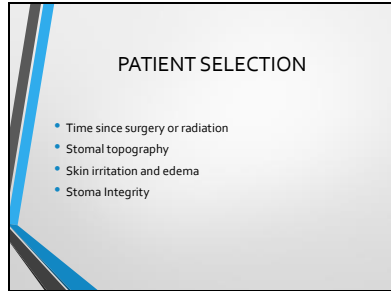 PATIENT SELECTION
• Time since surgery or radiation
• Stomal topography
• Skin irritation and edema
• Stoma Integrity